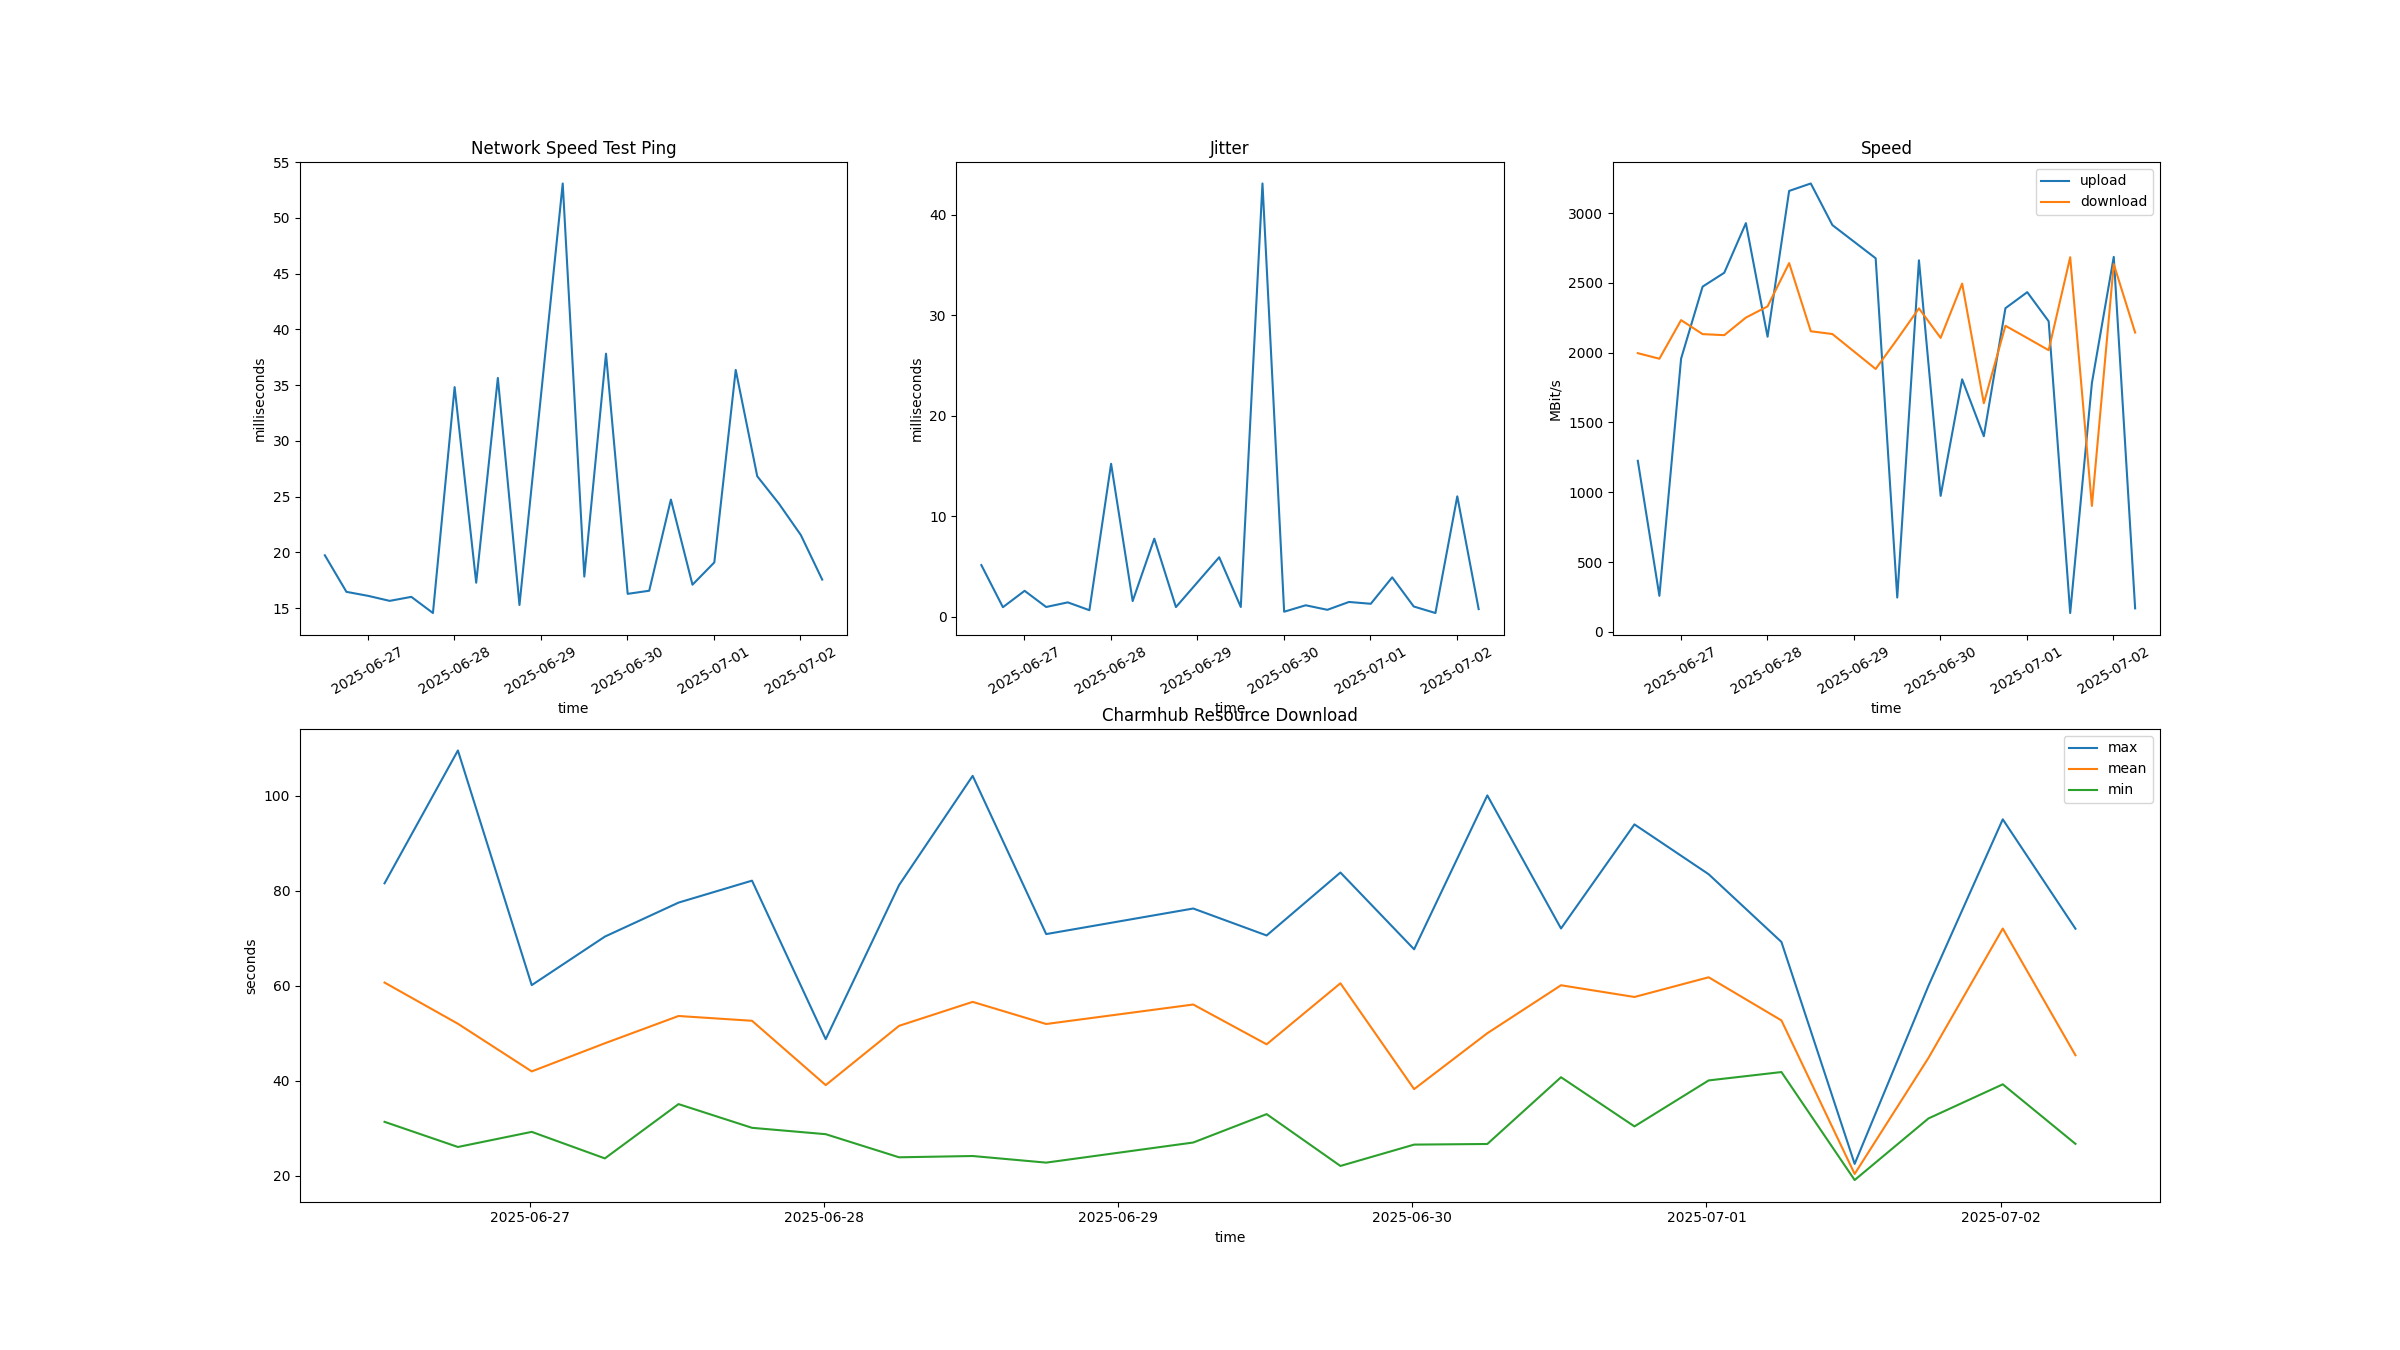 Network Speed Test Ping
55
50
45
40
35
30
25
20
15
milliseconds
2025-06-27
2025-06-28
2025-06-29
2025-06-30
2025-07-01
2025-07-02
time
Jitter
40
30
20
10
0
milliseconds
2025-06-27
2025-06-28
2025-06-29
2025-06-30
2025-07-01
2025-07-02
time
Speed
upload
download
3000
2500
2000
1500
1000
500
0
MBit/s
2025-06-27
2025-06-28
2025-06-29
2025-06-30
2025-07-01
2025-07-02
time
Charmhub Resource Download
max
mean
min
100
80
60
40
20
seconds
2025-06-27
2025-06-28
2025-06-29
2025-06-30
2025-07-01
2025-07-02
time